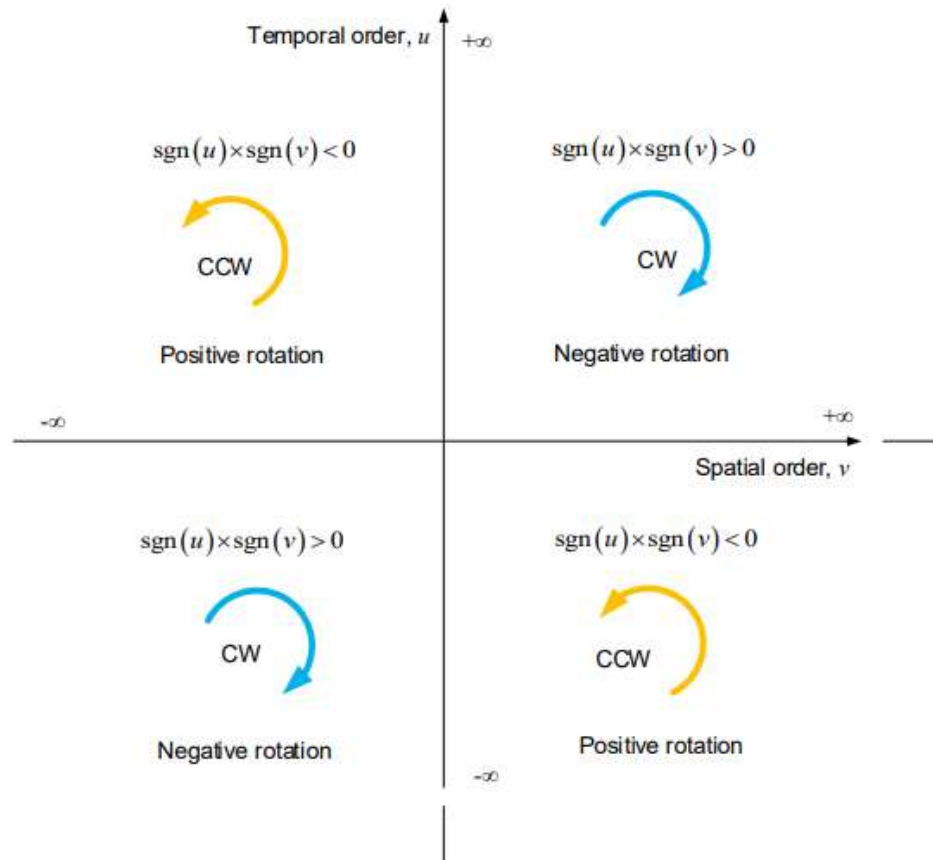 Temporal order, u
+∞
sgn(u)×sgn(v)<0
sgn(u)×sgn(v)>0
CCW
CW
Positive rotation
Negative rotation
-∞
+∞
Spatial order, v
sgn(u)×sgn(v)>0
sgn(u)×sgn(v)<0
CW
CCW
Negative rotation
Positive rotation
-∞